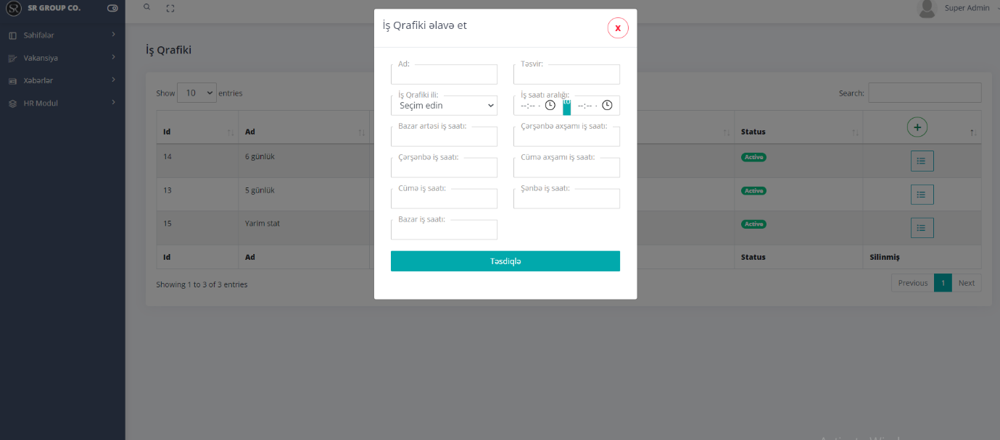 SR GROUP CO.
Super Admin
Səhifələr
Vakansiya
Xəbərlər
HR Modul
İş Qrafiki
Show 10 entries
Search:
Id Ad Status
14 6 günlük Active
13 5 günlük Active
15 Yarim stat Active
Id Ad Status Silinmiş
Showing 1 to 3 of 3 entries
Previous 1 Next
İş Qrafiki əlavə et
X
Ad:
Təsvir:
İş Qrafiki ili:
Seçim edin
İş saatı aralığı:
--:-- - to --:-- -
Bazar artəsi iş saatı:
Çərşənbə axşamı iş saatı:
Çərşənbə iş saatı:
Cümə axşamı iş saatı:
Cümə iş saatı:
Şənbə iş saatı:
Bazar iş saatı:
Təsdiqlə